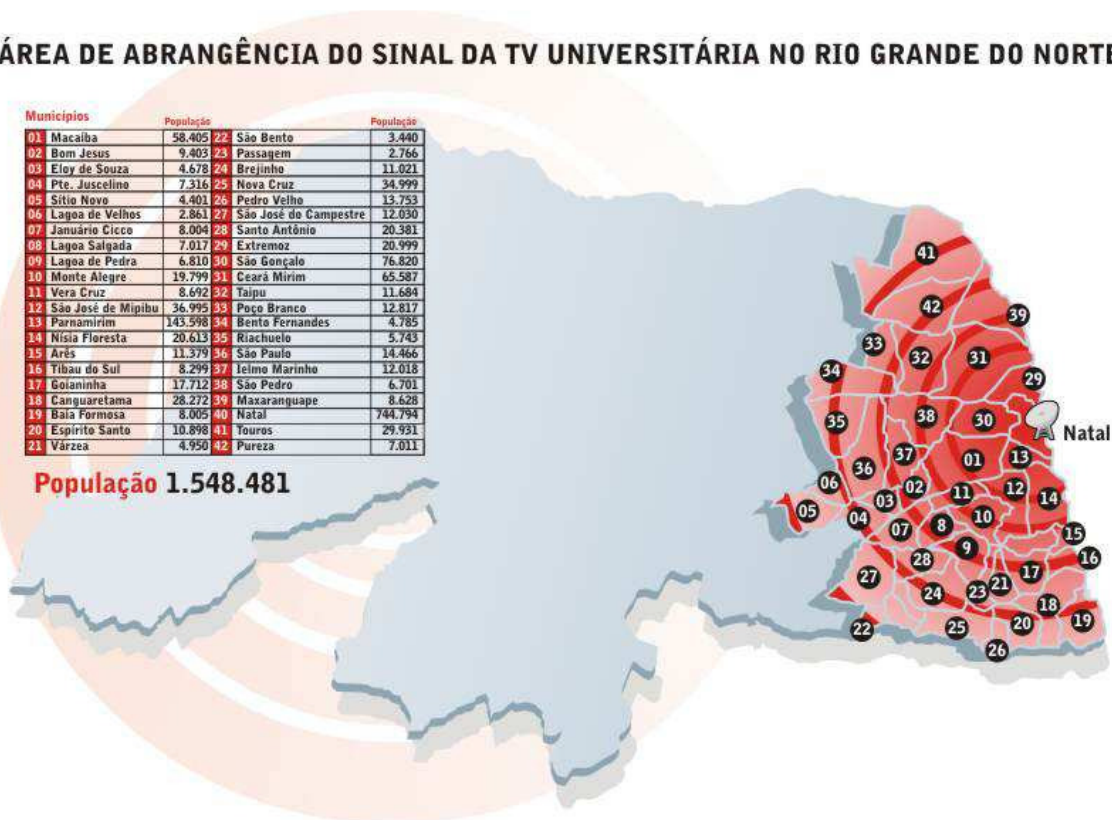 ÁREA DE ABRANGÊNCIA DO SINAL DA TV UNIVERSITÁRIA NO RIO GRANDE DO NORTE
Municípios População População
01 Macaíba 58.405 22 São Bento 3.440
02 Bom Jesus 9.403 23 Passagem 2.766
03 Eloy de Souza 4.678 24 Brejinho 11.021
04 Pte. Juscelino 7.316 25 Nova Cruz 34.999
05 Sítio Novo 4.401 26 Pedro Velho 13.753
06 Lagoa de Velhos 2.861 27 São José do Campestre 12.030
07 Januário Cicco 8.004 28 Santo Antônio 20.381
08 Lagoa Salgada 7.017 29 Extremoz 20.999
09 Lagoa de Pedra 6.810 30 São Gonçalo 76.820
10 Monte Alegre 19.799 31 Ceará Mirim 65.587
11 Vera Cruz 8.692 32 Taipu 11.684
12 São José de Mipibu 36.995 33 Poço Branco 12.817
13 Parnamirim 143.598 34 Bento Fernandes 4.785
14 Nísia Floresta 20.613 35 Riachuelo 5.743
15 Arês 11.379 36 São Paulo 14.466
16 Tibau do Sul 8.299 37 Ielmo Marinho 12.018
17 Goianinha 17.712 38 São Pedro 6.701
18 Canguaretama 28.272 39 Maxaranguape 8.628
19 Baia Formosa 8.005 40 Natal 744.794
20 Espírito Santo 10.898 41 Touros 29.931
21 Várzea 4.950 42 Pureza 7.011
População 1.548.481
41
42
39
33
32
31
34
29
35
38
30
Natal
37
01
13
36
06
02
12
14
05
03
11
04
07
8
10
15
9
16
28
27
17
24
23
21
18
22
25
20
19
26